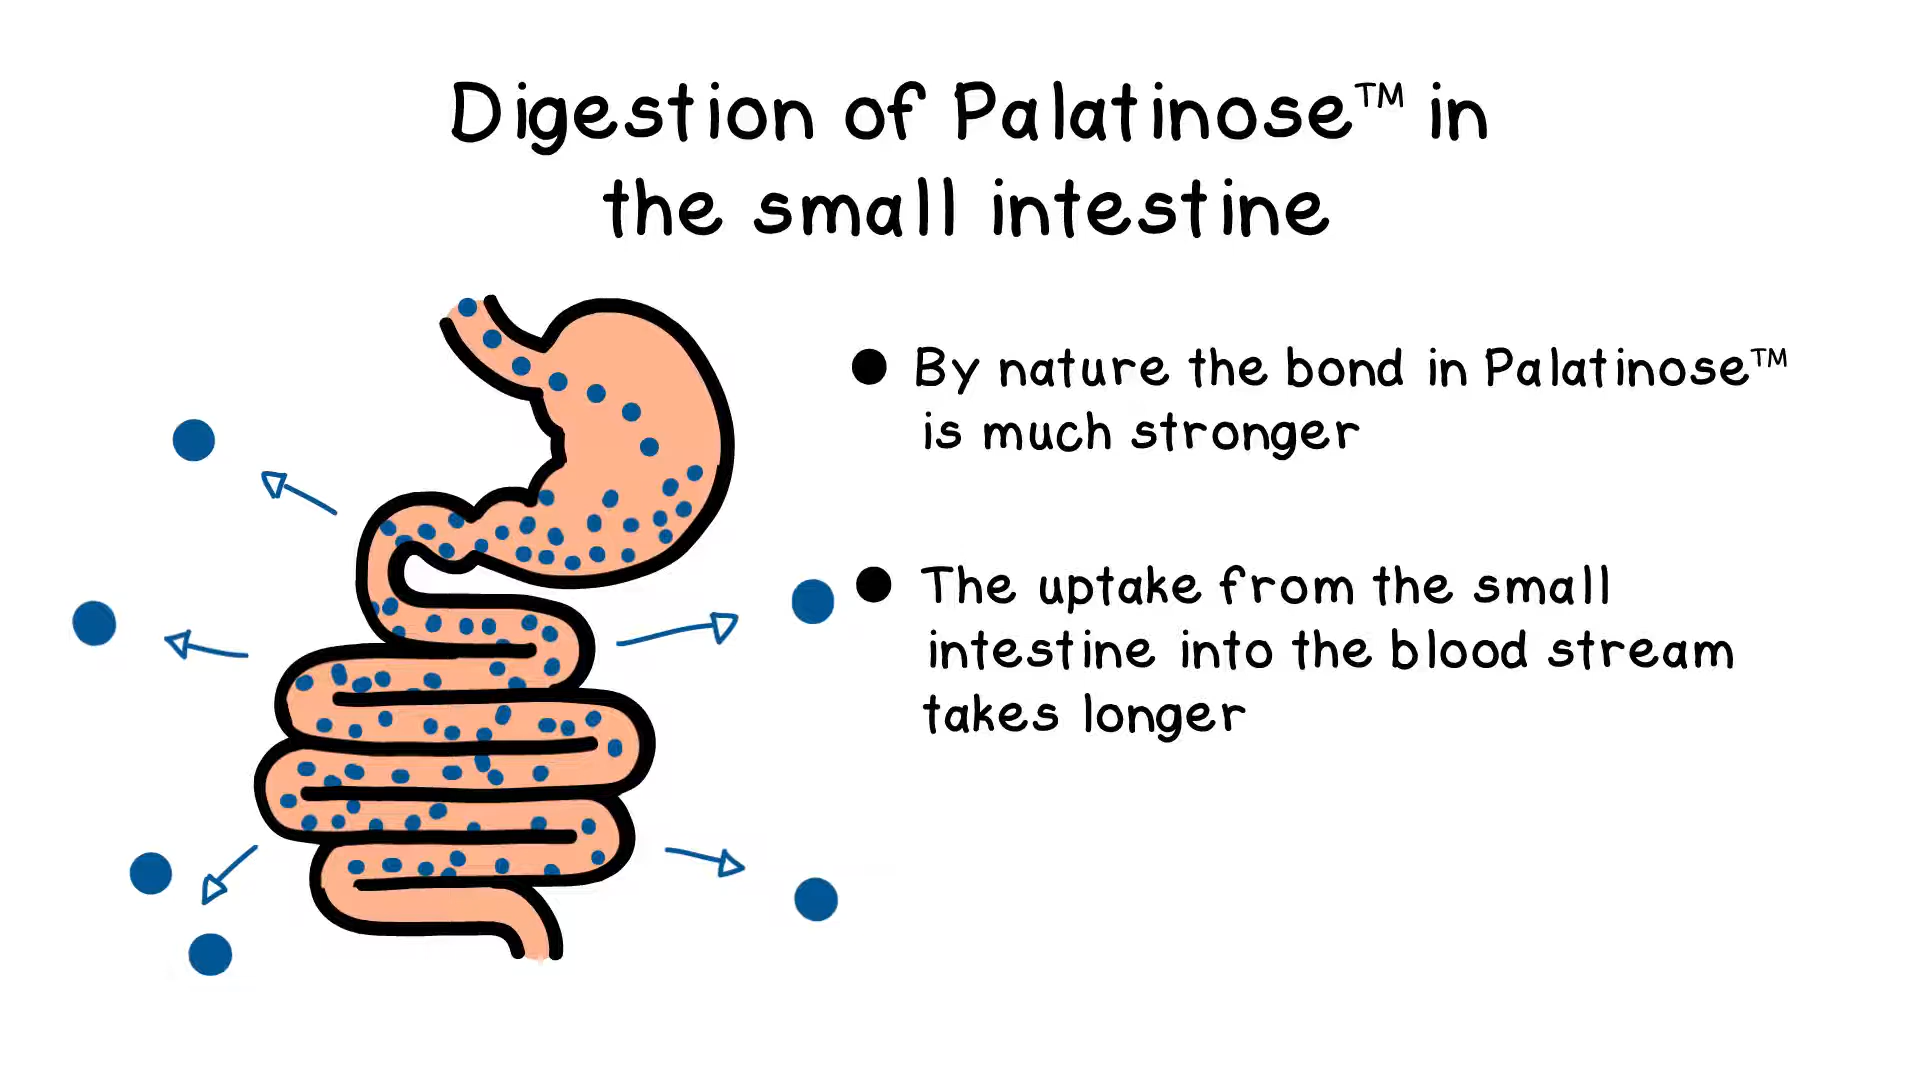 Digestion of Palatinose™ in
the small intestine
● By nature the bond in Palatinose™
is much stronger
● The uptake from the small
intestine into the blood stream
takes longer